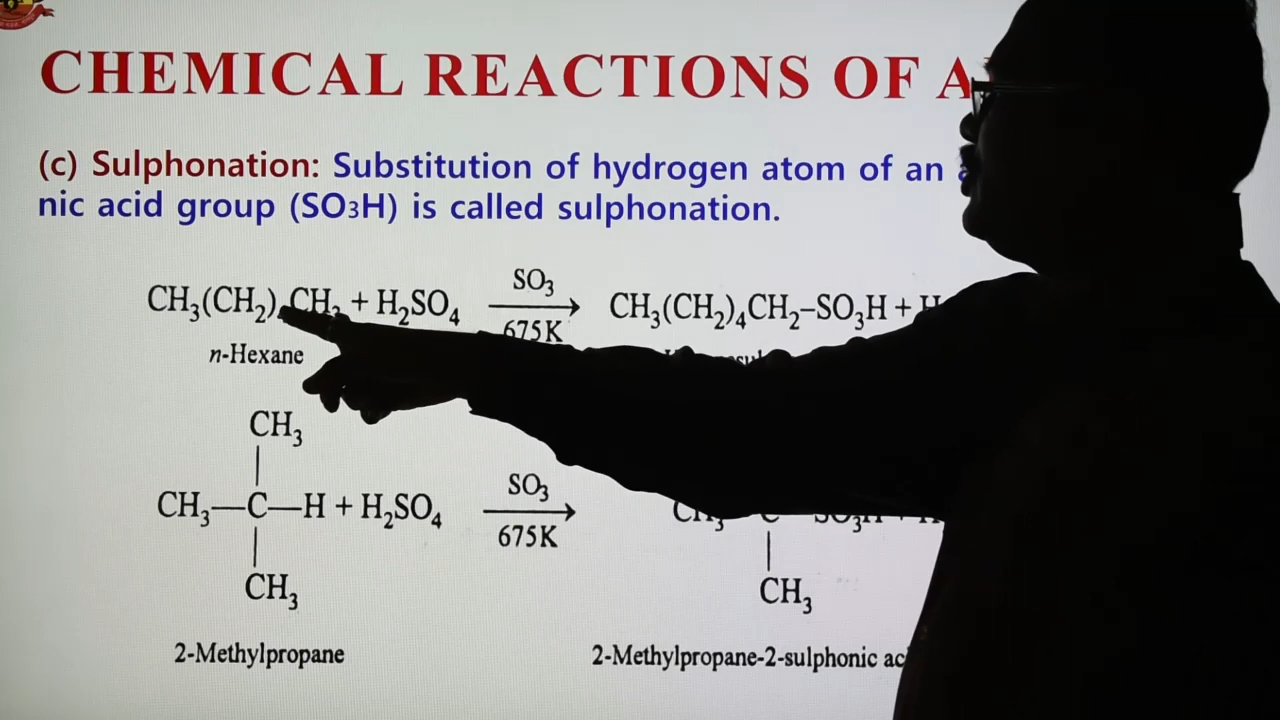 CHEMICAL REACTIONS OF
(c) Sulphonation: Substitution of hydrogen atom of an
nic acid group (SO₃H) is called sulphonation.
SO₃
CH₃(CH₂) CH₃ + H₂SO₄ → CH₃(CH₂)₄CH₂–SO₃H +
675K
n-Hexane
CH₃
|
SO₃
CH₃—C—H + H₂SO₄ → CH₃ C SO₃H +
675K
| |
CH₃ CH₃
2-Methylpropane 2-Methylpropane-2-sulphonic